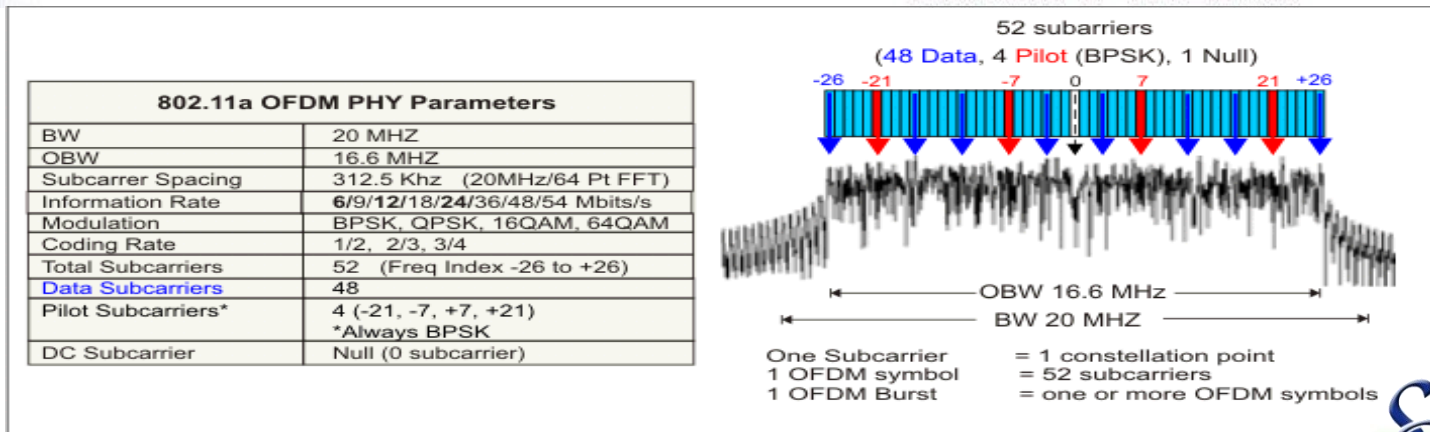 802.11a OFDM PHY Parameters
BW 20 MHZ
OBW 16.6 MHZ
Subcarrer Spacing 312.5 Khz (20MHz/64 Pt FFT)
Information Rate 6/9/12/18/24/36/48/54 Mbits/s
Modulation BPSK, QPSK, 16QAM, 64QAM
Coding Rate 1/2, 2/3, 3/4
Total Subcarriers 52 (Freq Index -26 to +26)
Data Subcarriers 48
Pilot Subcarriers* 4 (-21, -7, +7, +21)
*Always BPSK
DC Subcarrier Null (0 subcarrier)
52 subarriers
(48 Data, 4 Pilot (BPSK), 1 Null)
-26 -21 -7 0 7 21 +26
OBW 16.6 MHz
BW 20 MHZ
One Subcarrier = 1 constellation point
1 OFDM symbol = 52 subcarriers
1 OFDM Burst = one or more OFDM symbols